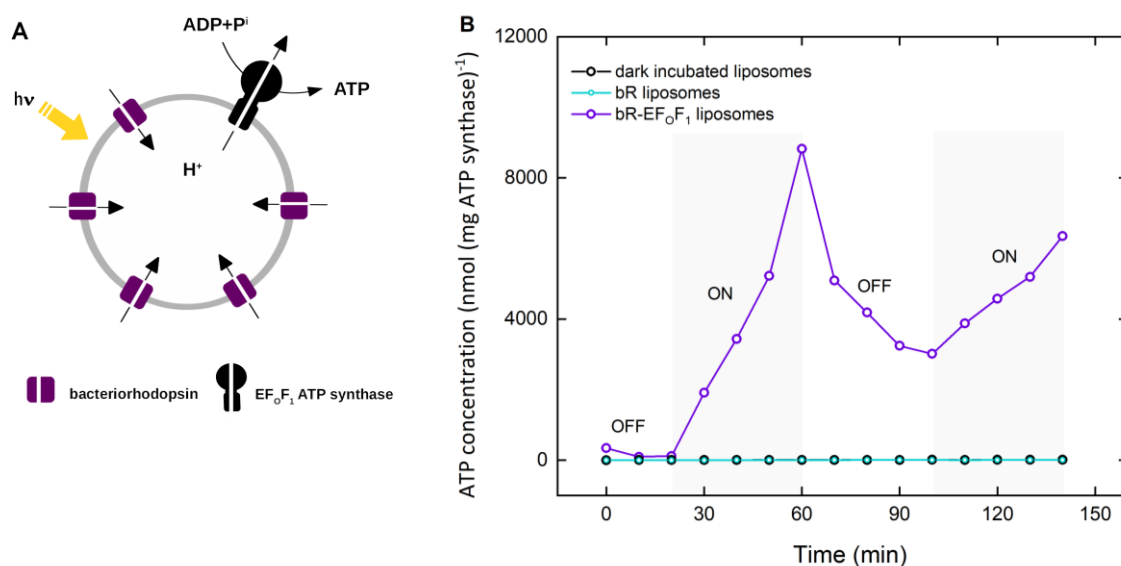 A
ADP+Pⁱ
ATP
hν
H⁺
bacteriorhodopsin
EFₒF₁ ATP synthase
B
ATP concentration (nmol (mg ATP synthase)⁻¹)
12000
8000
4000
0
dark incubated liposomes
bR liposomes
bR-EFₒF₁ liposomes
OFF
ON
OFF
ON
0
30
60
90
120
150
Time (min)